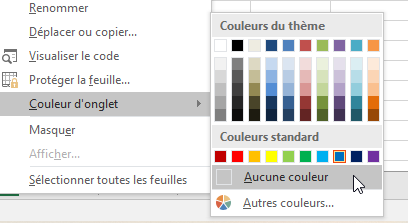 Renommer
Déplacer ou copier...
Visualiser le code
Protéger la feuille...
Couleur d'onglet
Masquer
Afficher...
Sélectionner toutes les feuilles
Couleurs du thème
Couleurs standard
Aucune couleur
Autres couleurs...